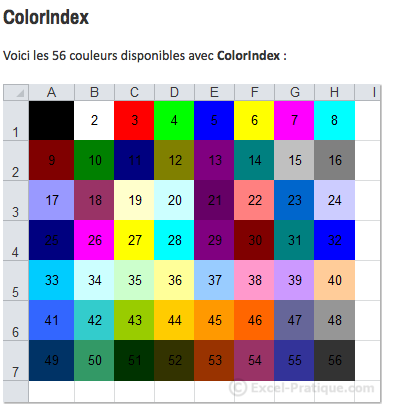 ColorIndex
Voici les 56 couleurs disponibles avec ColorIndex :
A B C D E F G H I
1 2 3 4 5 6 7 8
2 9 10 11 12 13 14 15 16
3 17 18 19 20 21 22 23 24
4 25 26 27 28 29 30 31 32
5 33 34 35 36 37 38 39 40
6 41 42 43 44 45 46 47 48
7 49 50 51 52 53 54 55 56
© Excel-Pratique.com